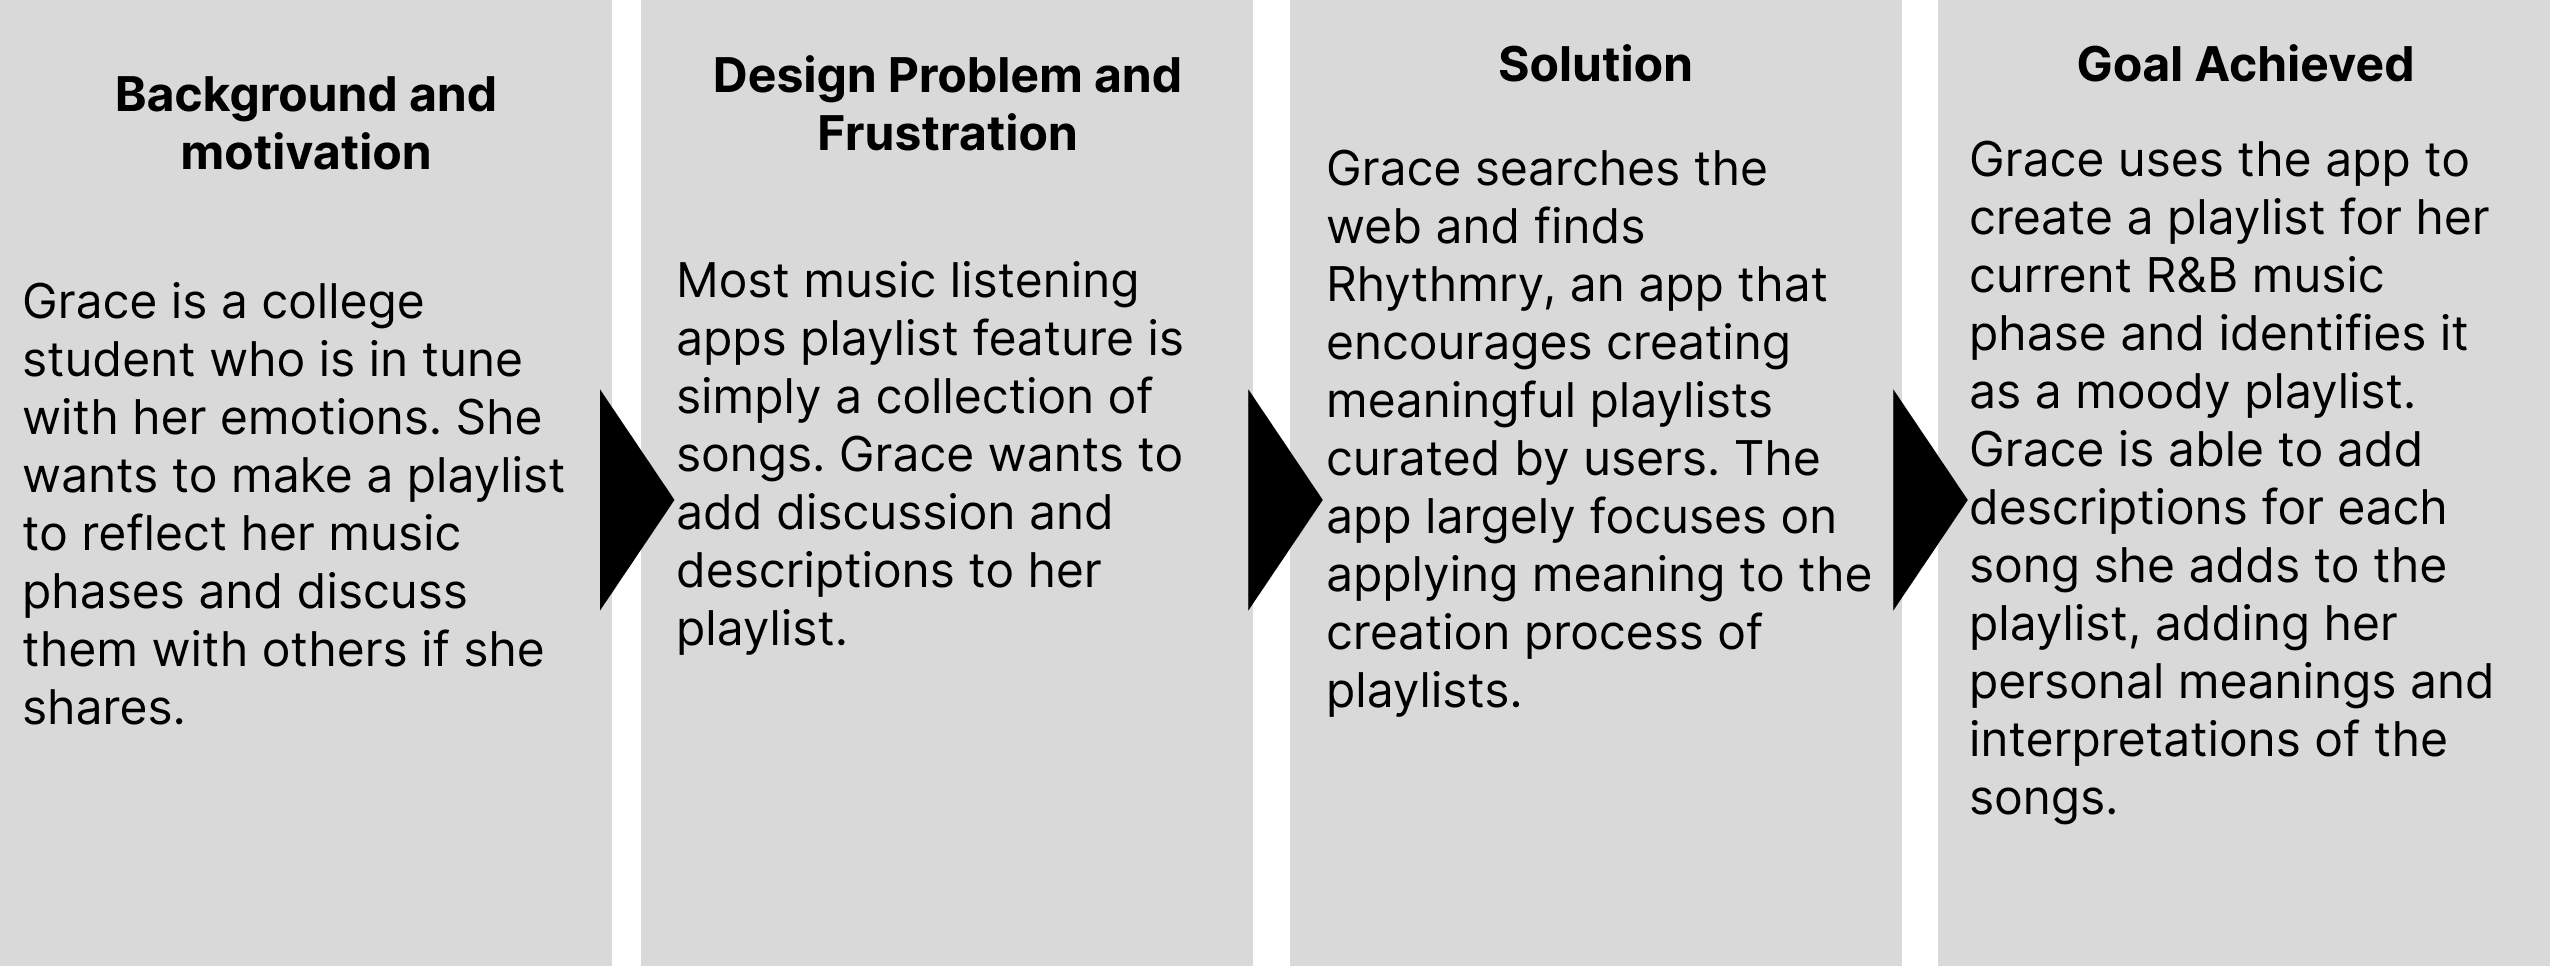 Background and
motivation
Grace is a college
student who is in tune
with her emotions. She
wants to make a playlist
to reflect her music
phases and discuss
them with others if she
shares.
Design Problem and
Frustration
Most music listening
apps playlist feature is
simply a collection of
songs. Grace wants to
add discussion and
descriptions to her
playlist.
Solution
Grace searches the
web and finds
Rhythmry, an app that
encourages creating
meaningful playlists
curated by users. The
app largely focuses on
applying meaning to the
creation process of
playlists.
Goal Achieved
Grace uses the app to
create a playlist for her
current R&B music
phase and identifies it
as a moody playlist.
Grace is able to add
descriptions for each
song she adds to the
playlist, adding her
personal meanings and
interpretations of the
songs.